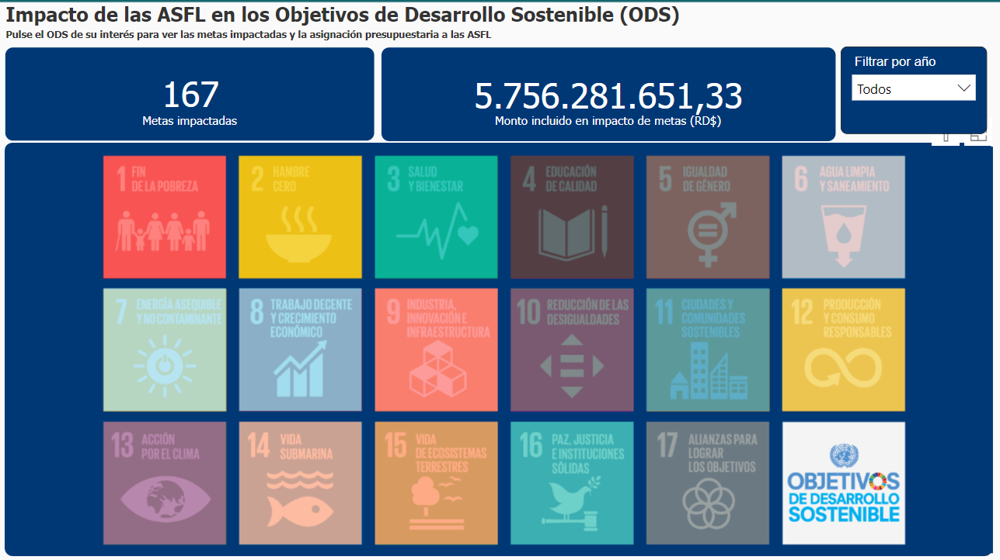 Impacto de las ASFL en los Objetivos de Desarrollo Sostenible (ODS)
Pulse el ODS de su interés para ver las metas impactadas y la asignación presupuestaria a las ASFL
167
Metas impactadas
5.756.281.651,33
Monto incluido en impacto de metas (RD$)
Filtrar por año
Todos
1 FIN
DE LA POBREZA
2 HAMBRE
CERO
3 SALUD
Y BIENESTAR
4 EDUCACIÓN
DE CALIDAD
5 IGUALDAD
DE GÉNERO
6 AGUA LIMPIA
Y SANEAMIENTO
7 ENERGÍA ASEQUIBLE
Y NO CONTAMINANTE
8 TRABAJO DECENTE
Y CRECIMIENTO
ECONÓMICO
9 INDUSTRIA,
INNOVACIÓN E
INFRAESTRUCTURA
10 REDUCCIÓN DE LAS
DESIGUALDADES
11 CIUDADES Y
COMUNIDADES
SOSTENIBLES
12 PRODUCCIÓN
Y CONSUMO
RESPONSABLES
13 ACCIÓN
POR EL CLIMA
14 VIDA
SUBMARINA
15 VIDA
DE ECOSISTEMAS
TERRESTRES
16 PAZ, JUSTICIA
E INSTITUCIONES
SÓLIDAS
17 ALIANZAS PARA
LOGRAR
LOS OBJETIVOS
OBJETIVOS
DE DESARROLLO
SOSTENIBLE